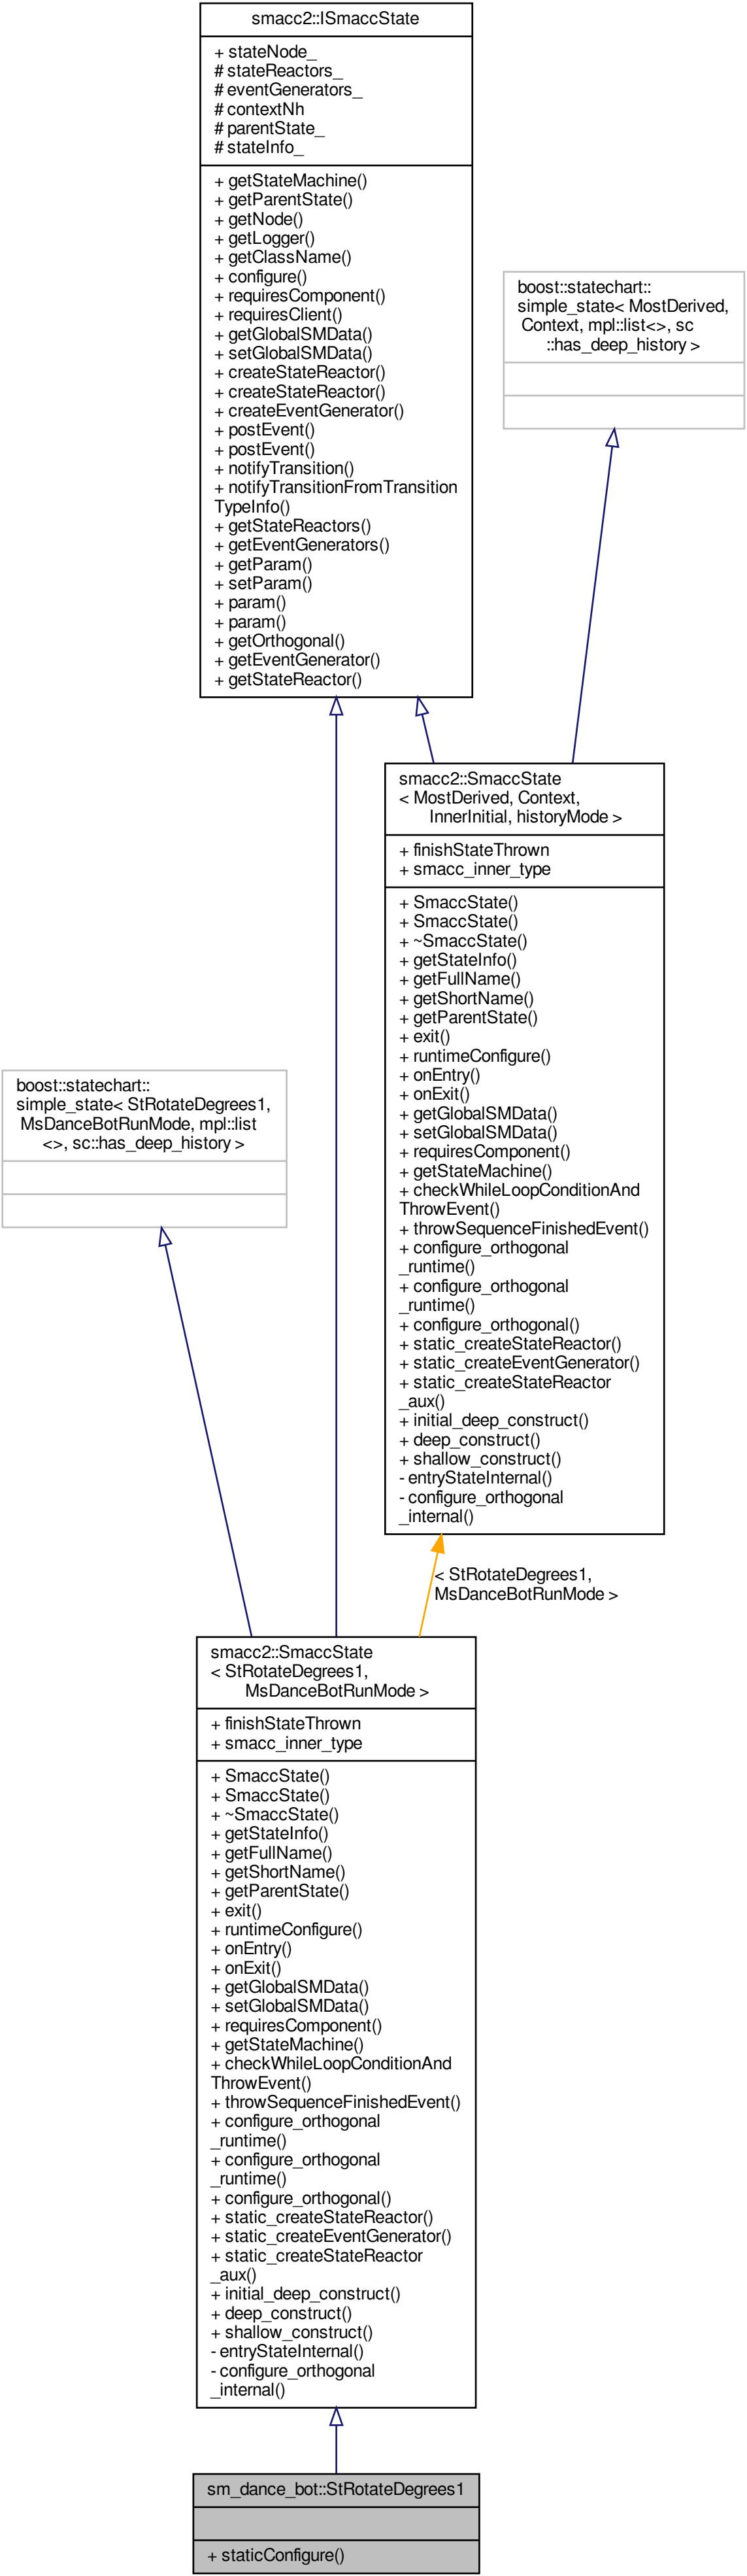 smacc2::ISmaccState
+ stateNode_
# stateReactors_
# eventGenerators_
# contextNh
# parentState_
# stateInfo_
+ getStateMachine()
+ getParentState()
+ getNode()
+ getLogger()
+ getClassName()
+ configure()
+ requiresComponent()
+ requiresClient()
+ getGlobalSMData()
+ setGlobalSMData()
+ createStateReactor()
+ createStateReactor()
+ createEventGenerator()
+ postEvent()
+ postEvent()
+ notifyTransition()
+ notifyTransitionFromTransition
TypeInfo()
+ getStateReactors()
+ getEventGenerators()
+ getParam()
+ setParam()
+ param()
+ param()
+ getOrthogonal()
+ getEventGenerator()
+ getStateReactor()
boost::statechart::
simple_state< MostDerived,
Context, mpl::list<>, sc
::has_deep_history >
smacc2::SmaccState
< MostDerived, Context,
InnerInitial, historyMode >
+ finishStateThrown
+ smacc_inner_type
+ SmaccState()
+ SmaccState()
+ ~SmaccState()
+ getStateInfo()
+ getFullName()
+ getShortName()
+ getParentState()
+ exit()
+ runtimeConfigure()
+ onEntry()
+ onExit()
+ getGlobalSMData()
+ setGlobalSMData()
+ requiresComponent()
+ getStateMachine()
+ checkWhileLoopConditionAnd
ThrowEvent()
+ throwSequenceFinishedEvent()
+ configure_orthogonal
_runtime()
+ configure_orthogonal
_runtime()
+ configure_orthogonal()
+ static_createStateReactor()
+ static_createEventGenerator()
+ static_createStateReactor
_aux()
+ initial_deep_construct()
+ deep_construct()
+ shallow_construct()
- entryStateInternal()
- configure_orthogonal
_internal()
boost::statechart::
simple_state< StRotateDegrees1,
MsDanceBotRunMode, mpl::list
<>, sc::has_deep_history >
< StRotateDegrees1,
MsDanceBotRunMode >
smacc2::SmaccState
< StRotateDegrees1,
MsDanceBotRunMode >
+ finishStateThrown
+ smacc_inner_type
+ SmaccState()
+ SmaccState()
+ ~SmaccState()
+ getStateInfo()
+ getFullName()
+ getShortName()
+ getParentState()
+ exit()
+ runtimeConfigure()
+ onEntry()
+ onExit()
+ getGlobalSMData()
+ setGlobalSMData()
+ requiresComponent()
+ getStateMachine()
+ checkWhileLoopConditionAnd
ThrowEvent()
+ throwSequenceFinishedEvent()
+ configure_orthogonal
_runtime()
+ configure_orthogonal
_runtime()
+ configure_orthogonal()
+ static_createStateReactor()
+ static_createEventGenerator()
+ static_createStateReactor
_aux()
+ initial_deep_construct()
+ deep_construct()
+ shallow_construct()
- entryStateInternal()
- configure_orthogonal
_internal()
sm_dance_bot::StRotateDegrees1
+ staticConfigure()